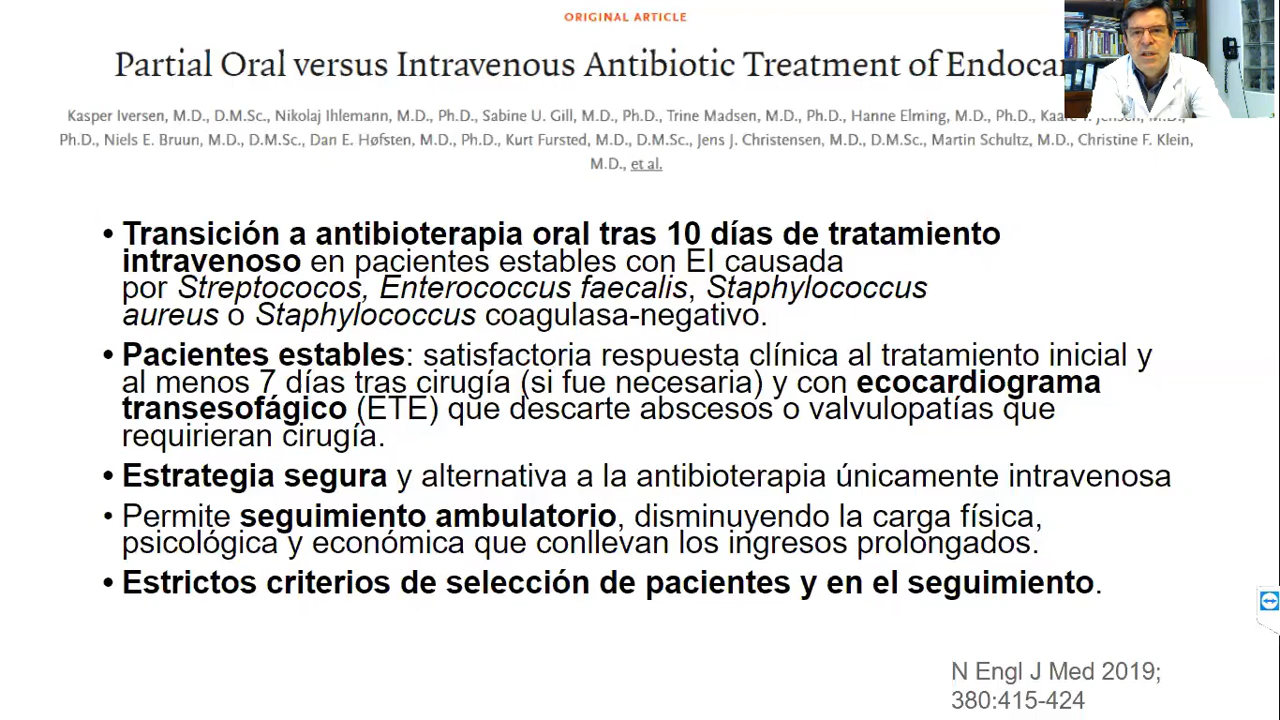 ORIGINAL ARTICLE
Partial Oral versus Intravenous Antibiotic Treatment of
Kasper Iversen, M.D., D.M.Sc., Nikolaj Ihlemann, M.D., Ph.D., Sabine U. Gill, M.D., Ph.D., Trine Madsen, M.D., Ph.D., Hanne Elming, M.D., Ph.D.,
Ph.D., Niels E. Bruun, M.D., D.M.Sc., Dan E. Høfsten, M.D., Ph.D., Kurt Fursted, M.D., D.M.Sc., Jens J. Christensen, M.D., D.M.Sc., Martin Schultz, M.D., Christine F. Klein,
M.D., et al.
• Transición a antibioterapia oral tras 10 días de tratamiento
intravenoso en pacientes estables con EI causada
por Streptococos, Enterococcus faecalis, Staphylococcus
aureus o Staphylococcus coagulasa-negativo.
• Pacientes estables: satisfactoria respuesta clínica al tratamiento inicial y
al menos 7 días tras cirugía (si fue necesaria) y con ecocardiograma
transesofágico (ETE) que descarte abscesos o valvulopatías que
requirieran cirugía.
• Estrategia segura y alternativa a la antibioterapia únicamente intravenosa
• Permite seguimiento ambulatorio, disminuyendo la carga física,
psicológica y económica que conllevan los ingresos prolongados.
• Estrictos criterios de selección de pacientes y en el seguimiento.
N Engl J Med 2019;
380:415-424